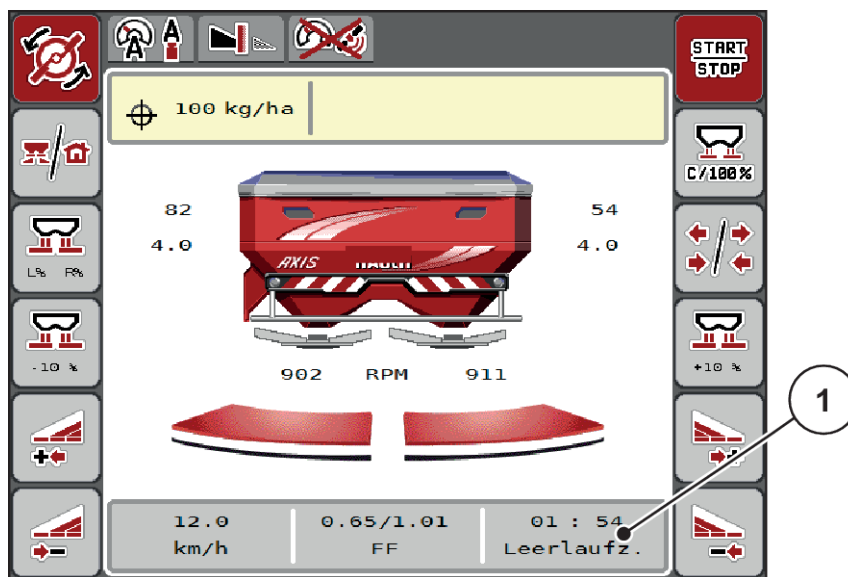 A A
START
STOP
100 kg/ha
C/100%
82
54
4.0
4.0
AXIS RAUCH
L% R%
-10 %
902 RPM 911
+10 %
1
12.0
0.65/1.01
01 : 54
km/h
FF
Leerlaufz.